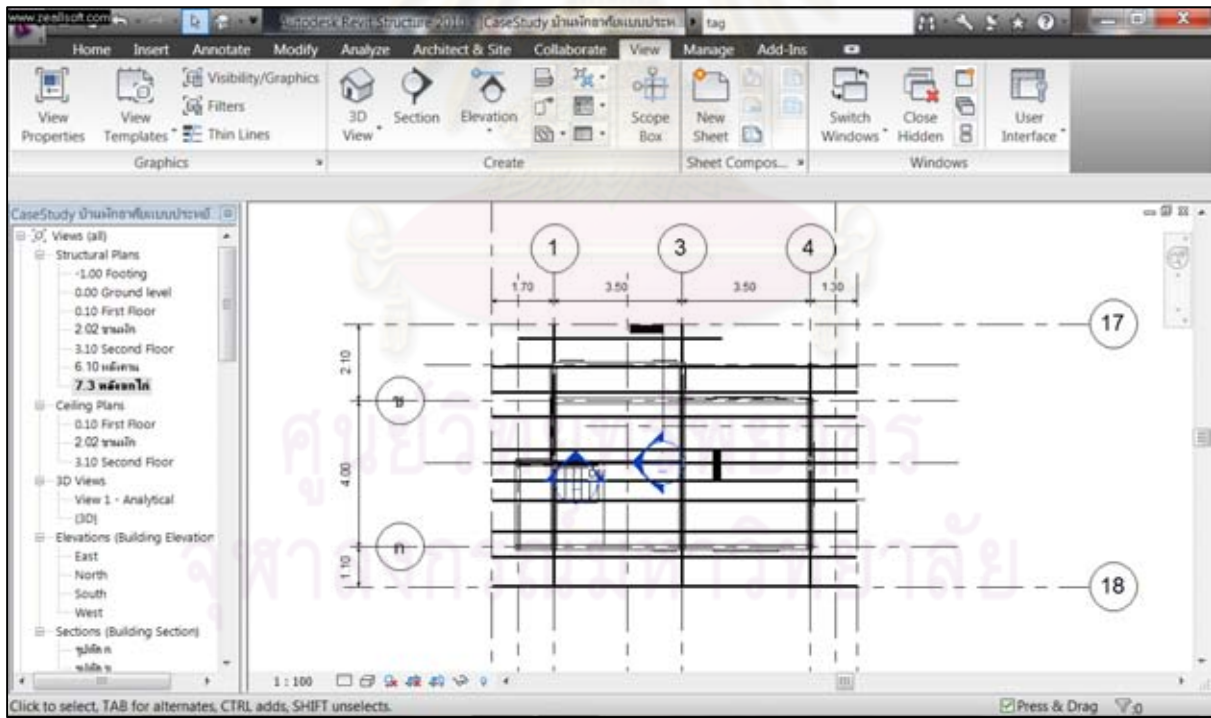 www.reallsoft.com
Autodesk Revit Structure 2010 - [CaseStudy บ้านพักอาศัยแบบประห...
tag
Home Insert Annotate Modify Analyze Architect & Site Collaborate View Manage Add-Ins
View Properties
View Templates
Visibility/Graphics
Filters
Thin Lines
3D View
Section
Elevation
Scope Box
New Sheet
Switch Windows
Close Hidden
User Interface
Graphics
Create
Sheet Compos...
Windows
CaseStudy บ้านพักอาศัยแบบประหยั
Views (all)
Structural Plans
-1.00 Footing
0.00 Ground level
0.10 First Floor
2.02 ชานพัก
3.10 Second Floor
6.10 หลังคาน
7.3 หลังอกไก่
Ceiling Plans
0.10 First Floor
2.02 ชานพัก
3.10 Second Floor
3D Views
View 1 - Analytical
{3D}
Elevations (Building Elevation
East
North
South
West
Sections (Building Section)
รูปตัด ก
รูปตัด ข
1 3 4
1.70 3.50 3.50 1.30
17
2.10
ข
4.00
ก
1.10
18
ศูนย์วิทยทรัพยากร
จุฬาลงกรณ์มหาวิทยาลัย
1 : 100
Click to select, TAB for alternates, CTRL adds, SHIFT unselects.
Press & Drag
:0